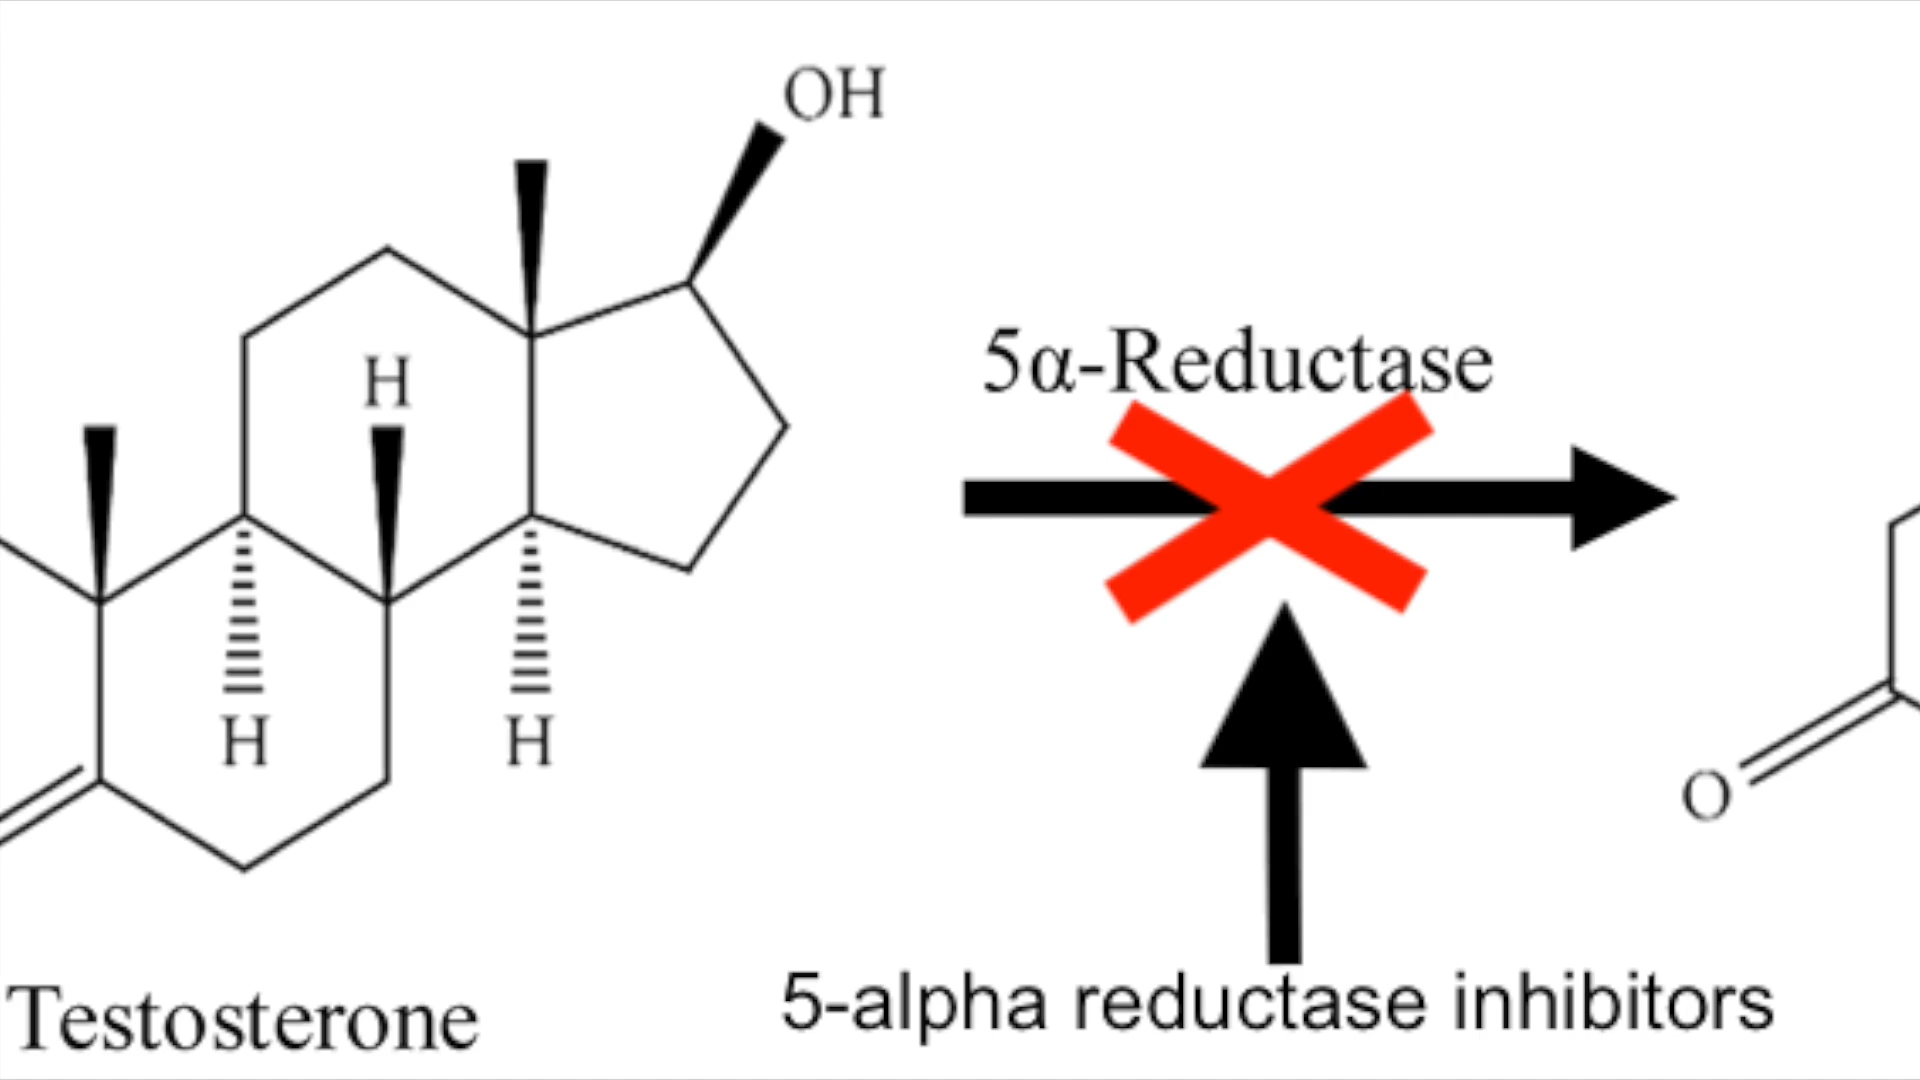 OH
H
5α-Reductase
H
H
O
Testosterone
5-alpha reductase inhibitors